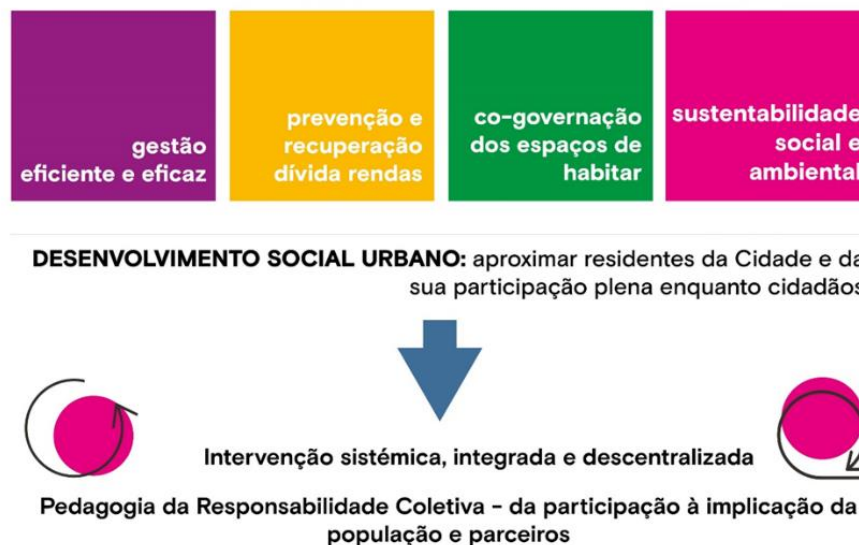 gestão
eficiente e eficaz
prevenção e
recuperação
dívida rendas
co-governação
dos espaços de
habitar
sustentabilidade
social e
ambiental
DESENVOLVIMENTO SOCIAL URBANO: aproximar residentes da Cidade e da
sua participação plena enquanto cidadãos
Intervenção sistémica, integrada e descentralizada
Pedagogia da Responsabilidade Coletiva - da participação à implicação da
população e parceiros